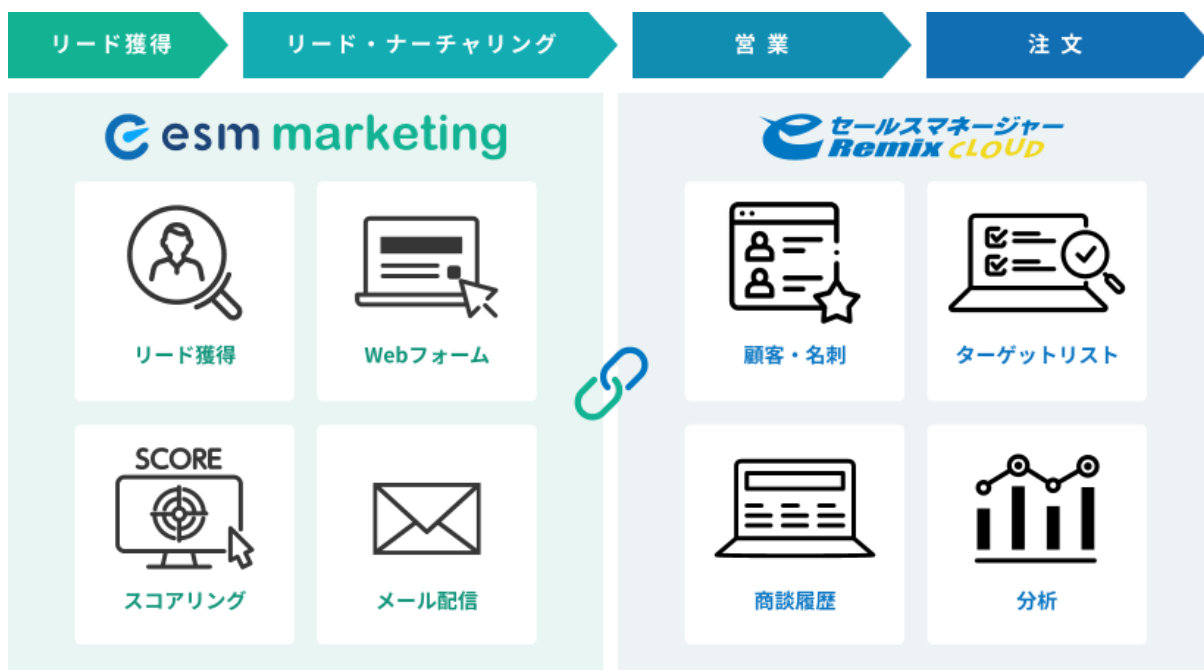 リード獲得
リード・ナーチャリング
営業
注文
esm marketing
eセールスマネージャー
Remix CLOUD
リード獲得
Webフォーム
顧客・名刺
ターゲットリスト
SCORE
スコアリング
メール配信
商談履歴
分析